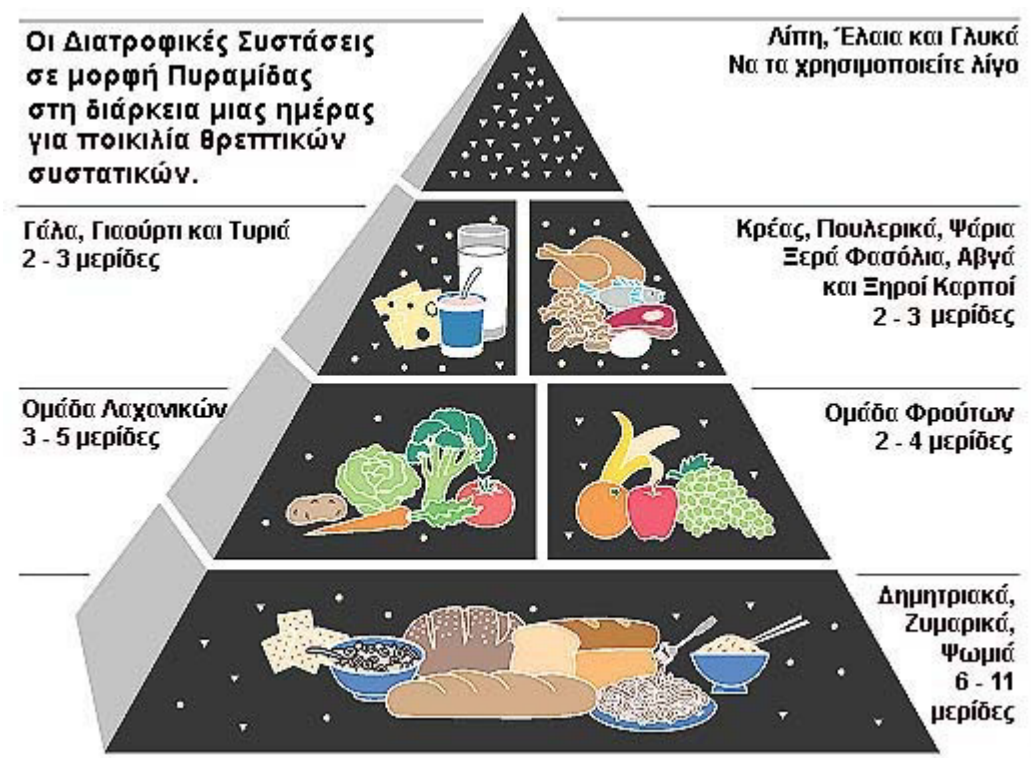 Οι Διατροφικές Συστάσεις
σε μορφή Πυραμίδας
στη διάρκεια μιας ημέρας
για ποικιλία θρεπτικών
συστατικών.
Λίπη, Έλαια και Γλυκά
Να τα χρησιμοποιείτε λίγο
Γάλα, Γιαούρτι και Τυριά
2 - 3 μερίδες
Κρέας, Πουλερικά, Ψάρια
Ξερά Φασόλια, Αβγά
και Ξηροί Καρποί
2 - 3 μερίδες
Ομάδα Λαχανικών
3 - 5 μερίδες
Ομάδα Φρούτων
2 - 4 μερίδες
Δημητριακά,
Ζυμαρικά,
Ψωμιά
6 - 11
μερίδες